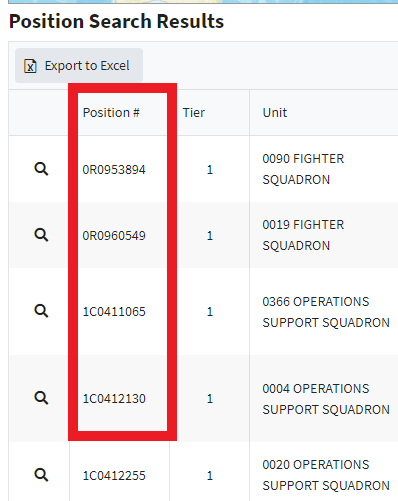 Position Search Results
Export to Excel
Position # Tier Unit
0R0953894 1 0090 FIGHTER
SQUADRON
0R0960549 1 0019 FIGHTER
SQUADRON
1C0411065 1 0366 OPERATIONS
SUPPORT SQUADRON
1C0412130 1 0004 OPERATIONS
SUPPORT SQUADRON
1C0412255 1 0020 OPERATIONS
SUPPORT SQUADRON